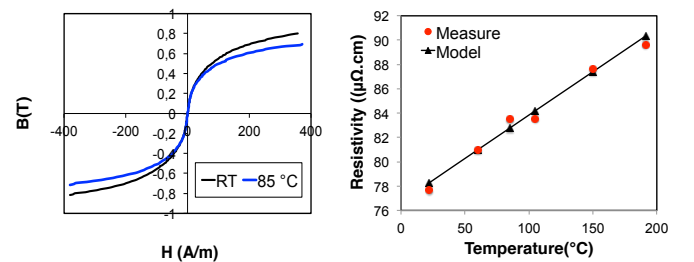 1
0,8
0,6
0,4
0,2
0
-400 -200 0 200 400
-0,2
-0,4
-0,6
-0,8
-1
B(T)
RT 85 °C
H (A/m)
92
90
88
86
84
82
80
78
76
0 50 100 150 200
Resistivity ((μΩ.cm)
Measure
Model
Temperature(°C)